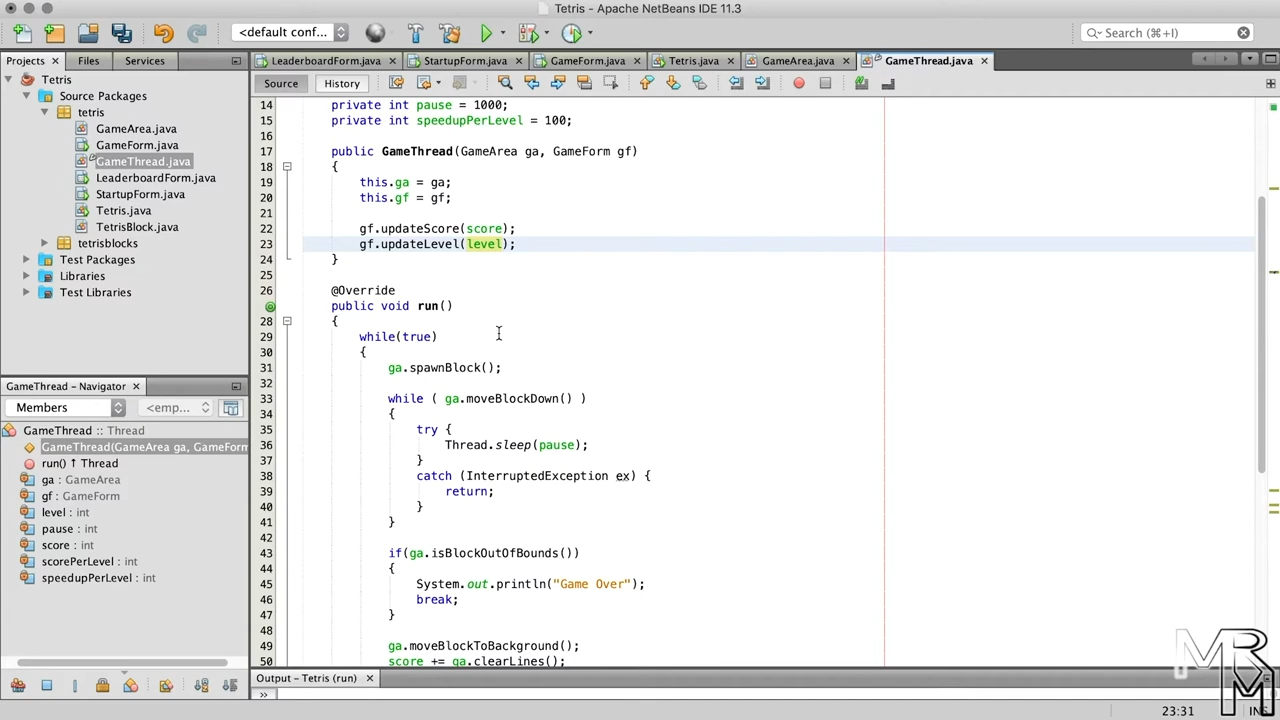 Tetris - Apache NetBeans IDE 11.3
<default conf...
Search (⌘+I)
Projects
Files
Services
LeaderboardForm.java
StartupForm.java
GameForm.java
Tetris.java
GameArea.java
GameThread.java
Source
History
Tetris
Source Packages
tetris
GameArea.java
GameForm.java
GameThread.java
LeaderboardForm.java
StartupForm.java
Tetris.java
TetrisBlock.java
tetrisblocks
Test Packages
Libraries
Test Libraries
GameThread - Navigator
Members
<emp...
GameThread :: Thread
GameThread(GameArea ga, GameForm
run() ↑ Thread
ga : GameArea
gf : GameForm
level : int
pause : int
score : int
scorePerLevel : int
speedupPerLevel : int
14 private int pause = 1000;
15 private int speedupPerLevel = 100;
16
17 public GameThread(GameArea ga, GameForm gf)
18 {
19 this.ga = ga;
20 this.gf = gf;
21
22 gf.updateScore(score);
23 gf.updateLevel(level);
24 }
25
26 @Override
public void run()
28 {
29 while(true)
30 {
31 ga.spawnBlock();
32
33 while ( ga.moveBlockDown() )
34 {
35 try {
36 Thread.sleep(pause);
37 }
38 catch (InterruptedException ex) {
39 return;
40 }
41 }
42
43 if(ga.isBlockOutOfBounds())
44 {
45 System.out.println("Game Over");
46 break;
47 }
48
49 ga.moveBlockToBackground();
50 score += ga.clearLines();
Output - Tetris (run)
23:31
INS
MRM